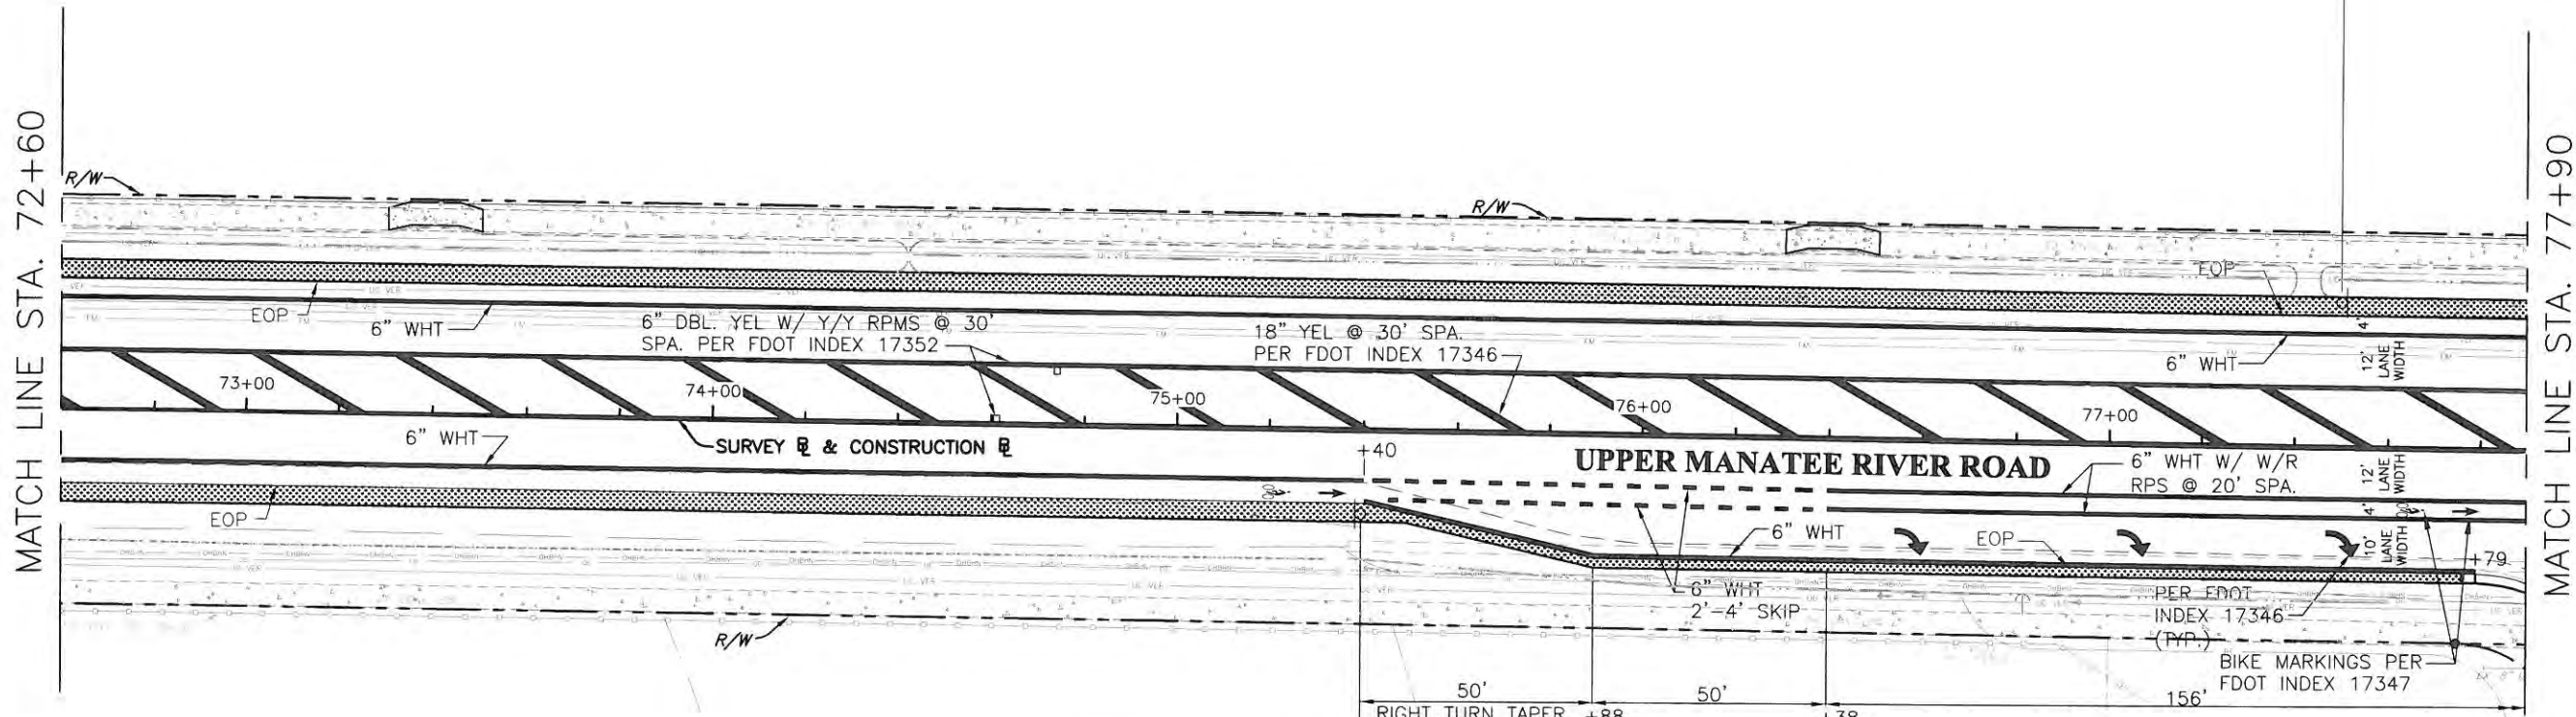 MATCH LINE STA. 72+60
R/W
R/W
EOP
EOP
6" WHT
6" DBL. YEL W/ Y/Y RPMS @ 30'
SPA. PER FDOT INDEX 17352
18" YEL @ 30' SPA.
PER FDOT INDEX 17346
6" WHT
4'
12'
LANE
WIDTH
73+00
74+00
75+00
76+00
77+00
6" WHT
SURVEY ⅊ & CONSTRUCTION ⅊
+40
UPPER MANATEE RIVER ROAD
6" WHT W/ W/R
RPS @ 20' SPA.
12'
LANE
WIDTH
4'
EOP
6" WHT
EOP
10'
LANE
WIDTH
+79
6" WHT
2'-4' SKIP
PER FDOT
INDEX 17346
(TYP.)
R/W
BIKE MARKINGS PER
FDOT INDEX 17347
50'
50'
156'
RIGHT TURN TAPER
+88
+38
MATCH LINE STA. 77+90